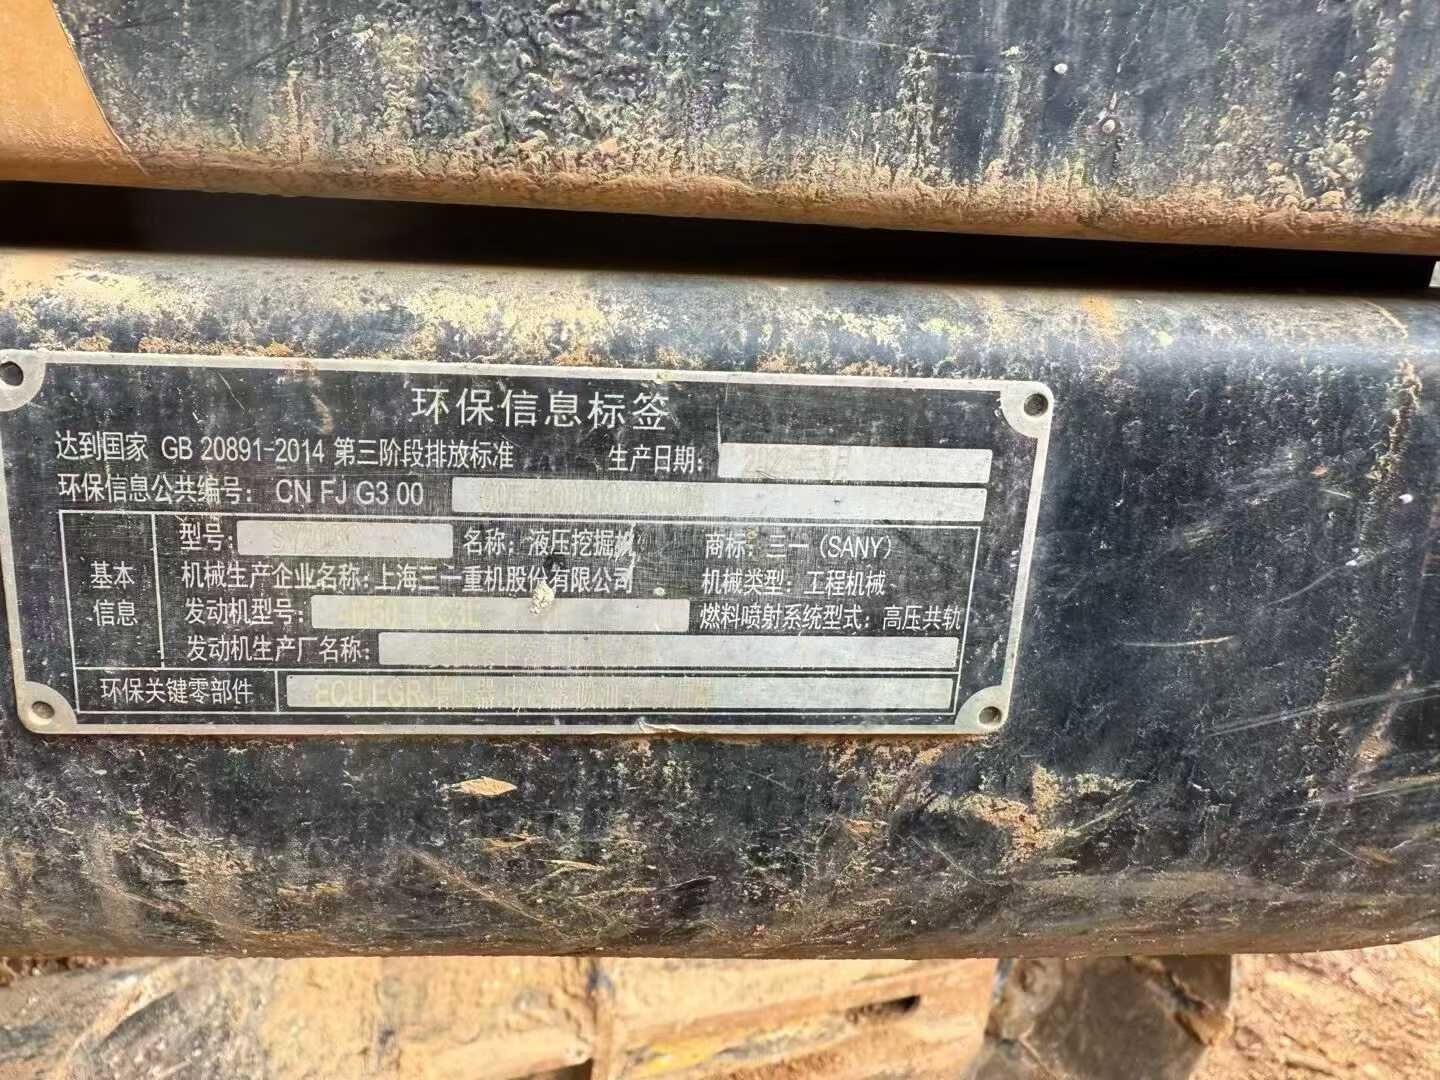 环保信息标签
达到国家 GB 20891-2014 第三阶段排放标准 生产日期:
环保信息公共编号: CN FJ G3 00
型号: 名称: 液压挖掘机 商标: 三一 (SANY)
基本信息
机械生产企业名称: 上海三一重机股份有限公司 机械类型: 工程机械
发动机型号: 燃料喷射系统型式: 高压共轨
发动机生产厂名称:
环保关键零部件 ECU EGR